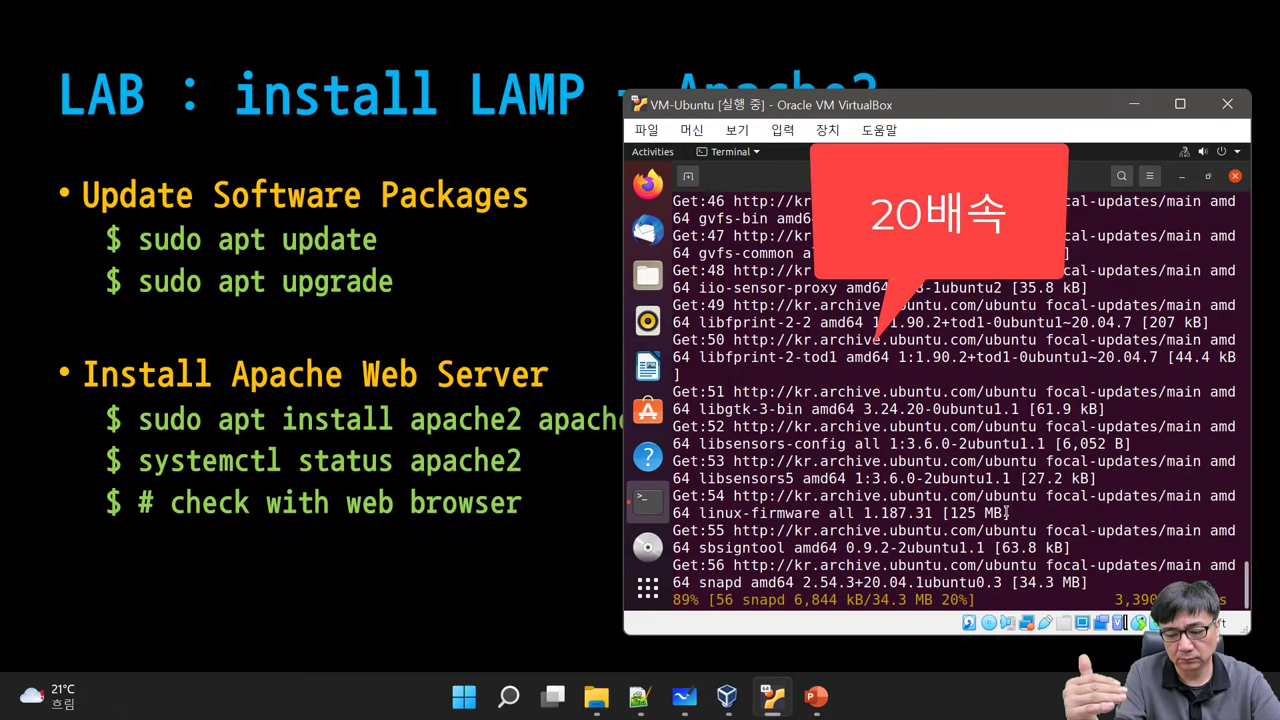 LAB : install LAMP - Apache2
• Update Software Packages
$ sudo apt update
$ sudo apt upgrade
• Install Apache Web Server
$ sudo apt install apache2
$ systemctl status apache2
$ # check with web browser
VM-Ubuntu [실행 중] - Oracle VM VirtualBox
파일 머신 보기 입력 장치 도움말
Activities Terminal
20배속
Get:46 http://kr. focal-updates/main amd
64 gvfs-bin amd6
Get:47 http://kr. focal-updates/main amd
64 gvfs-common a ]
Get:48 http://kr. focal-updates/main amd
64 iio-sensor-proxy amd64 -1ubuntu2 [35.8 kB]
Get:49 http://kr.archive.ubuntu.com/ubuntu focal-updates/main amd
64 libfprint-2-2 amd64 1:1.90.2+tod1-0ubuntu1~20.04.7 [207 kB]
Get:50 http://kr.archive.ubuntu.com/ubuntu focal-updates/main amd
64 libfprint-2-tod1 amd64 1:1.90.2+tod1-0ubuntu1~20.04.7 [44.4 kB
]
Get:51 http://kr.archive.ubuntu.com/ubuntu focal-updates/main amd
64 libgtk-3-bin amd64 3.24.20-0ubuntu1.1 [61.9 kB]
Get:52 http://kr.archive.ubuntu.com/ubuntu focal-updates/main amd
64 libsensors-config all 1:3.6.0-2ubuntu1.1 [6,052 B]
Get:53 http://kr.archive.ubuntu.com/ubuntu focal-updates/main amd
64 libsensors5 amd64 1:3.6.0-2ubuntu1.1 [27.2 kB]
Get:54 http://kr.archive.ubuntu.com/ubuntu focal-updates/main amd
64 linux-firmware all 1.187.31 [125 MB]
Get:55 http://kr.archive.ubuntu.com/ubuntu focal-updates/main amd
64 sbsigntool amd64 0.9.2-2ubuntu1.1 [63.8 kB]
Get:56 http://kr.archive.ubuntu.com/ubuntu focal-updates/main amd
64 snapd amd64 2.54.3+20.04.1ubuntu0.3 [34.3 MB]
89% [56 snapd 6,844 kB/34.3 MB 20%] 3,390
21°C
흐림